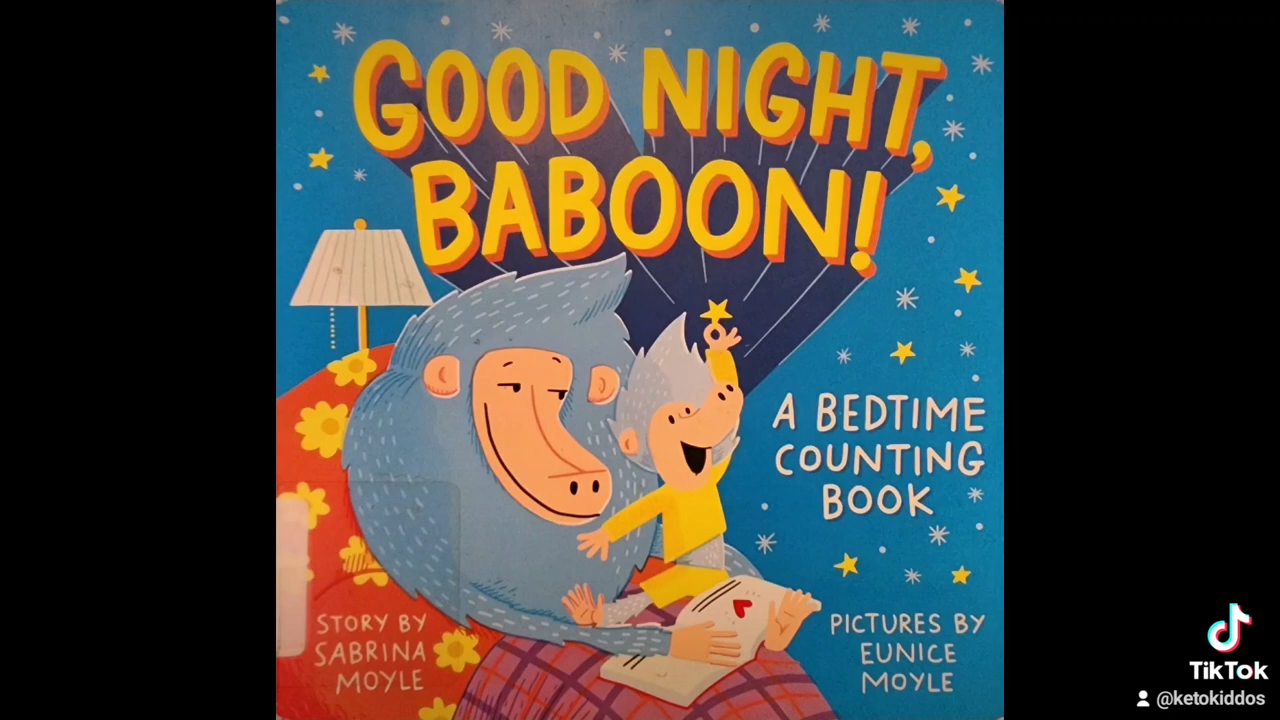 GOOD NIGHT,
BABOON!
A BEDTIME
COUNTING
BOOK
STORY BY
SABRINA
MOYLE
PICTURES BY
EUNICE
MOYLE
TikTok
@ketokiddos